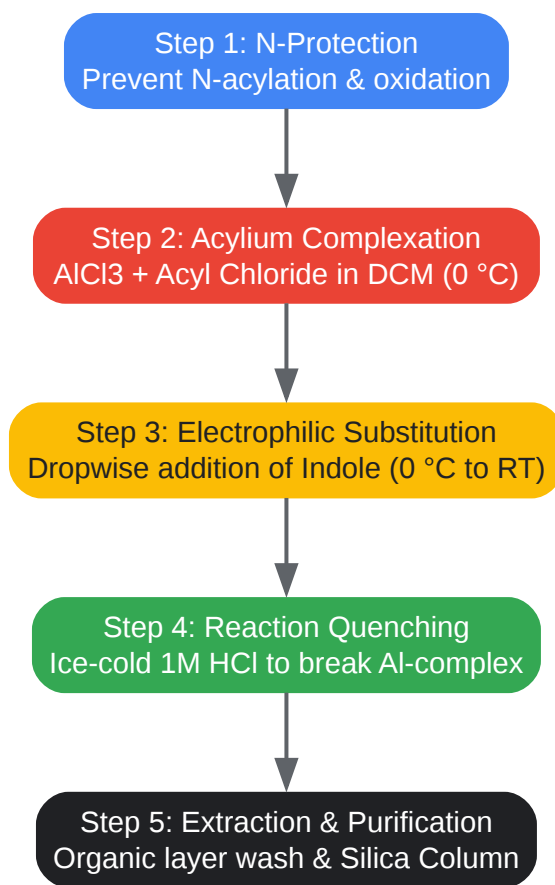 Step 1: N-Protection
Prevent N-acylation & oxidation
Step 2: Acylium Complexation
AlCl3 + Acyl Chloride in DCM (0 °C)
Step 3: Electrophilic Substitution
Dropwise addition of Indole (0 °C to RT)
Step 4: Reaction Quenching
Ice-cold 1M HCl to break Al-complex
Step 5: Extraction & Purification
Organic layer wash & Silica Column